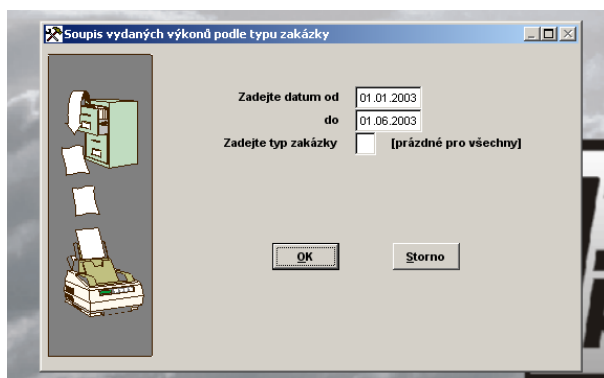 Soupis vydaných výkonů podle typu zakázky
Zadejte datum od 01.01.2003
do 01.06.2003
Zadejte typ zakázky [prázdné pro všechny]
OK Storno